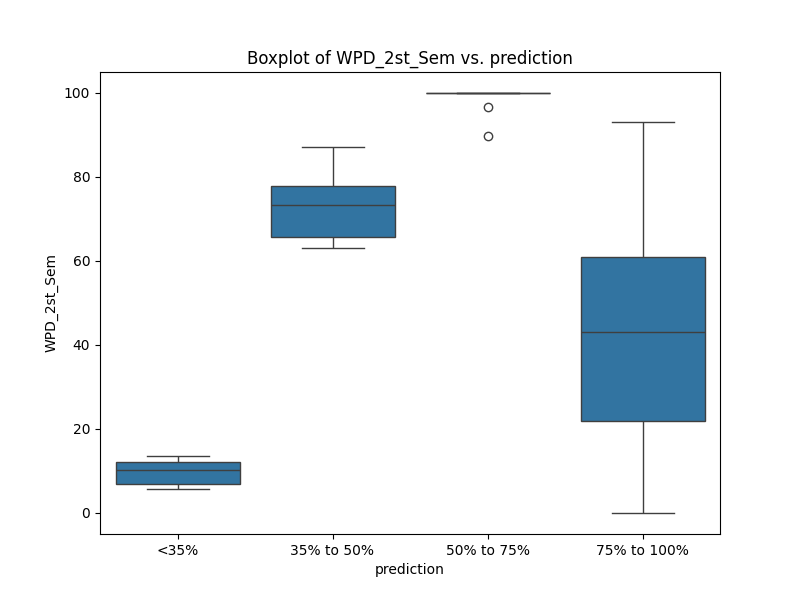 Boxplot of WPD_2st_Sem vs. prediction
100
80
60
40
20
0
WPD_2st_Sem
<35%
35% to 50%
50% to 75%
75% to 100%
prediction